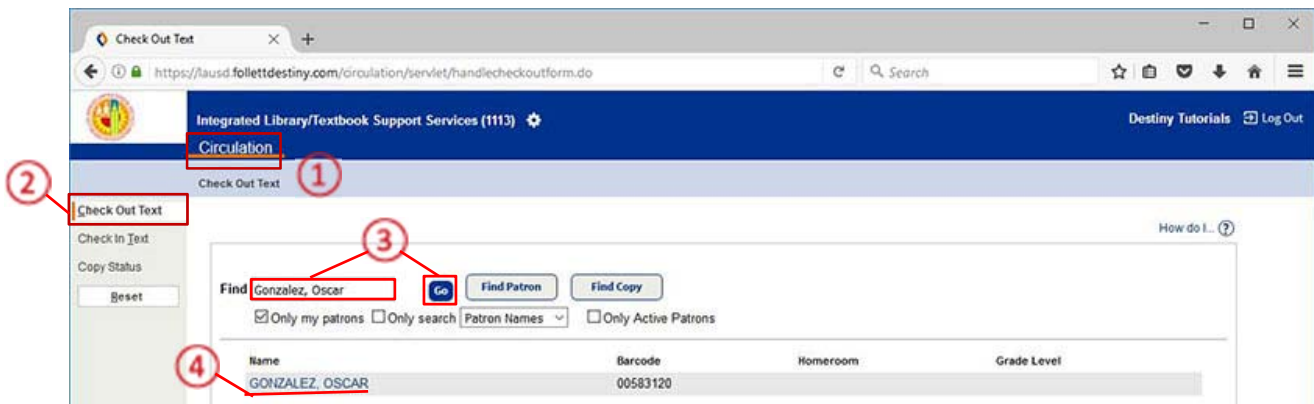 Check Out Text
https://lausd.follettdestiny.com/circulation/servlet/handlecheckoutform.do
Search
Integrated Library/Textbook Support Services (1113)
Destiny Tutorials Log Out
Circulation
1
Check Out Text
2
Check Out Text
How do I... ?
Check In Text
3
Copy Status
Find Gonzalez, Oscar Go Find Patron Find Copy
Reset
Only my patrons Only search Patron Names Only Active Patrons
Name Barcode Homeroom Grade Level
4
GONZALEZ, OSCAR 00583120